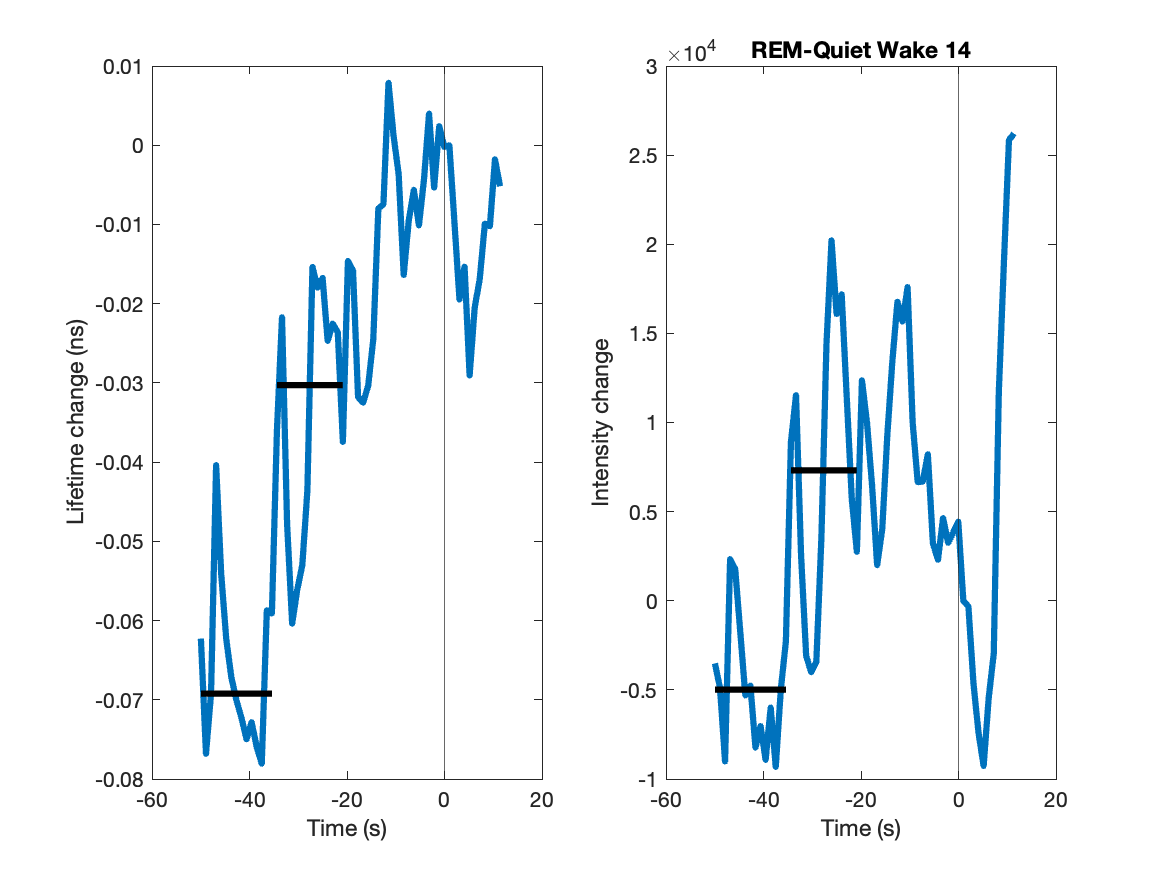 0.01
0
-0.01
-0.02
-0.03
-0.04
-0.05
-0.06
-0.07
-0.08
Lifetime change (ns)
-60 -40 -20 0 20
Time (s)
×10⁴
REM-Quiet Wake 14
3
2.5
2
1.5
1
0.5
0
-0.5
-1
Intensity change
-60 -40 -20 0 20
Time (s)